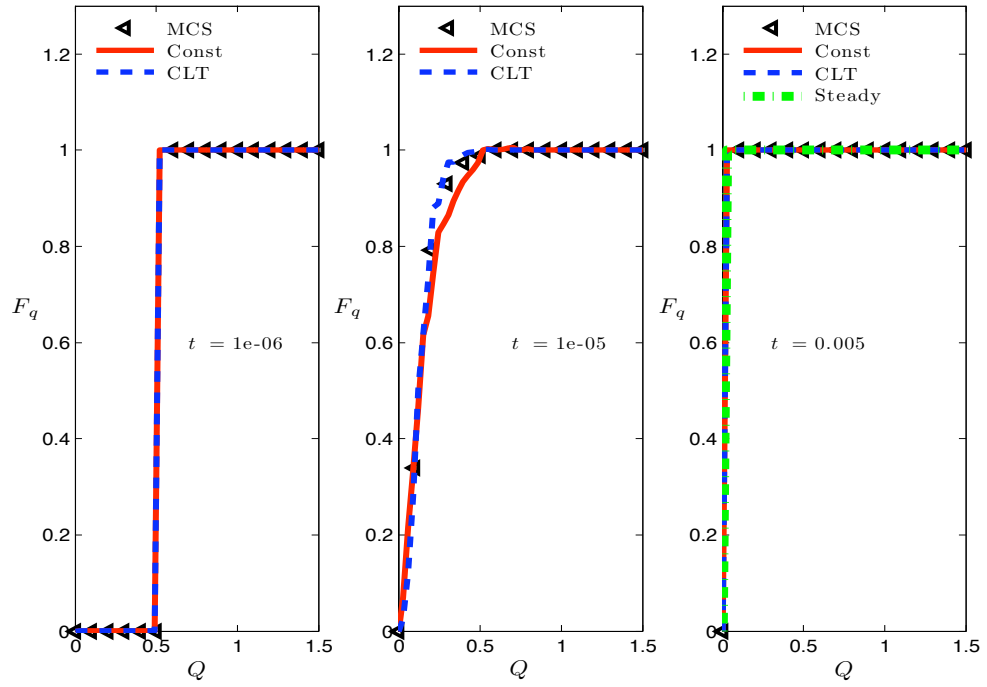 MCS
Const
CLT
1.2
1
0.8
0.6
0.4
0.2
0
F_q
t = 1e-06
0 0.5 1 1.5
Q
MCS
Const
CLT
1.2
1
0.8
0.6
0.4
0.2
0
F_q
t = 1e-05
0 0.5 1 1.5
Q
MCS
Const
CLT
Steady
1.2
1
0.8
0.6
0.4
0.2
0
F_q
t = 0.005
0 0.5 1 1.5
Q